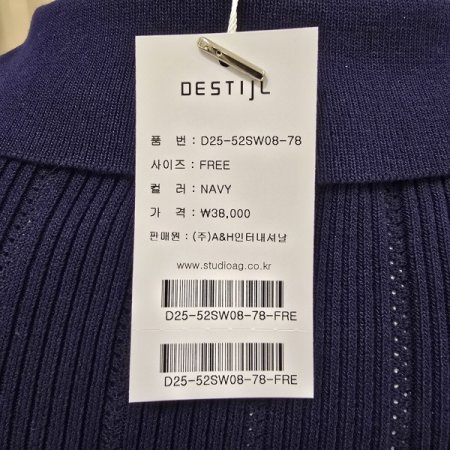 DESTIJL
품 번 : D25-52SW08-78
사이즈 : FREE
컬 러 : NAVY
가 격 : ₩38,000
판매원 : (주)A&H인터내셔날
www.studioag.co.kr
D25-52SW08-78-FRE
D25-52SW08-78-FRE